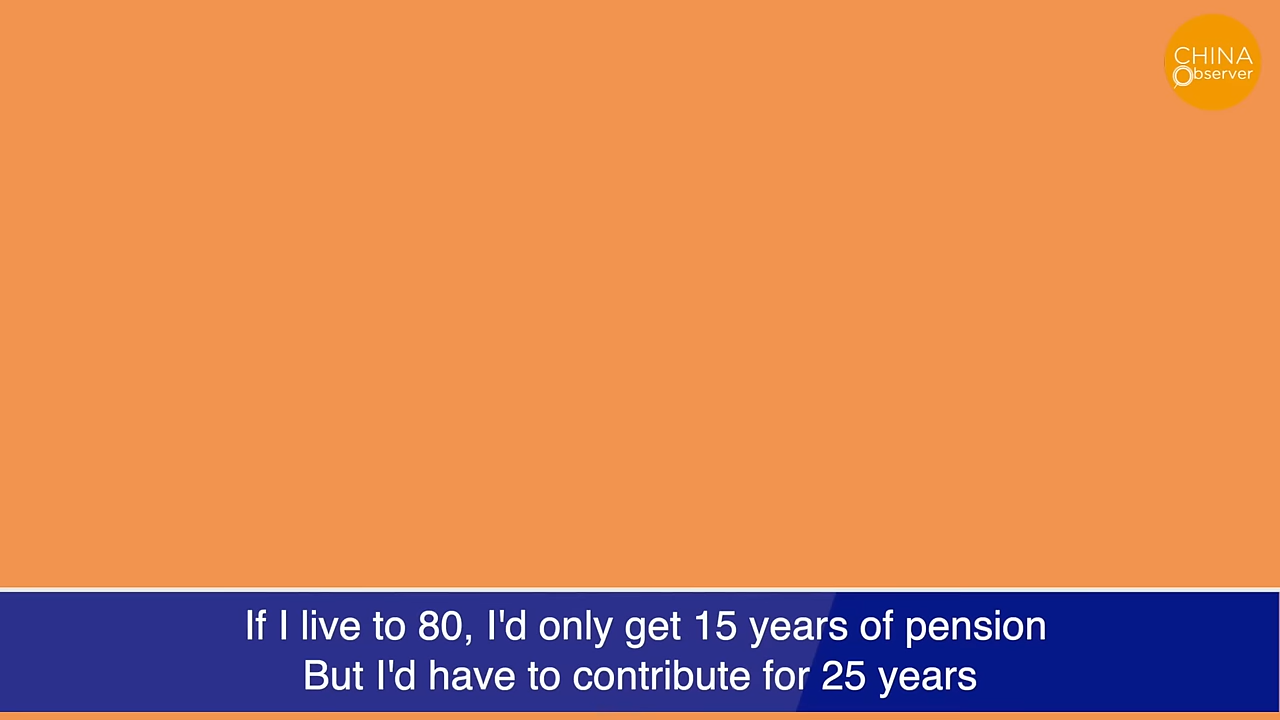 CHINA
Observer
If I live to 80, I'd only get 15 years of pension
But I'd have to contribute for 25 years